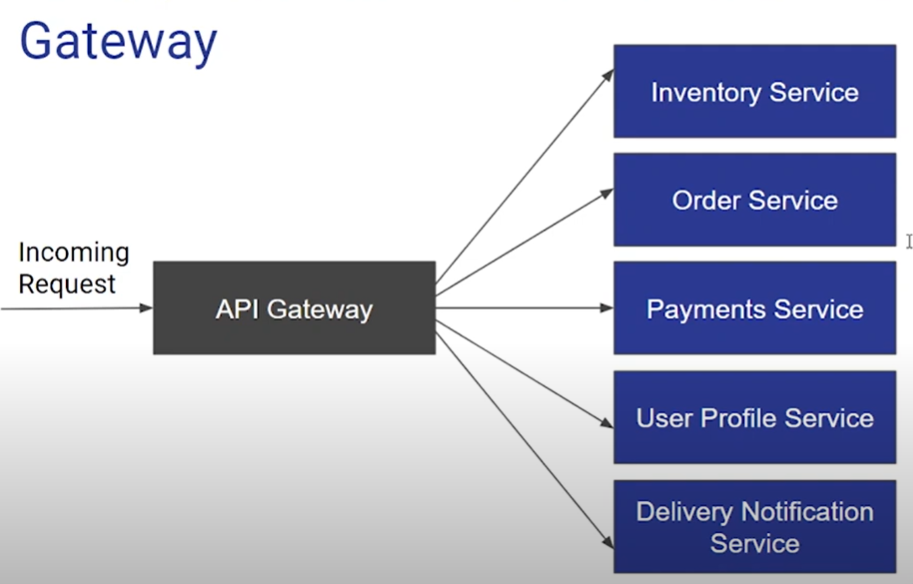 Gateway
Inventory Service
Order Service
Incoming
Request
API Gateway
Payments Service
User Profile Service
Delivery Notification
Service